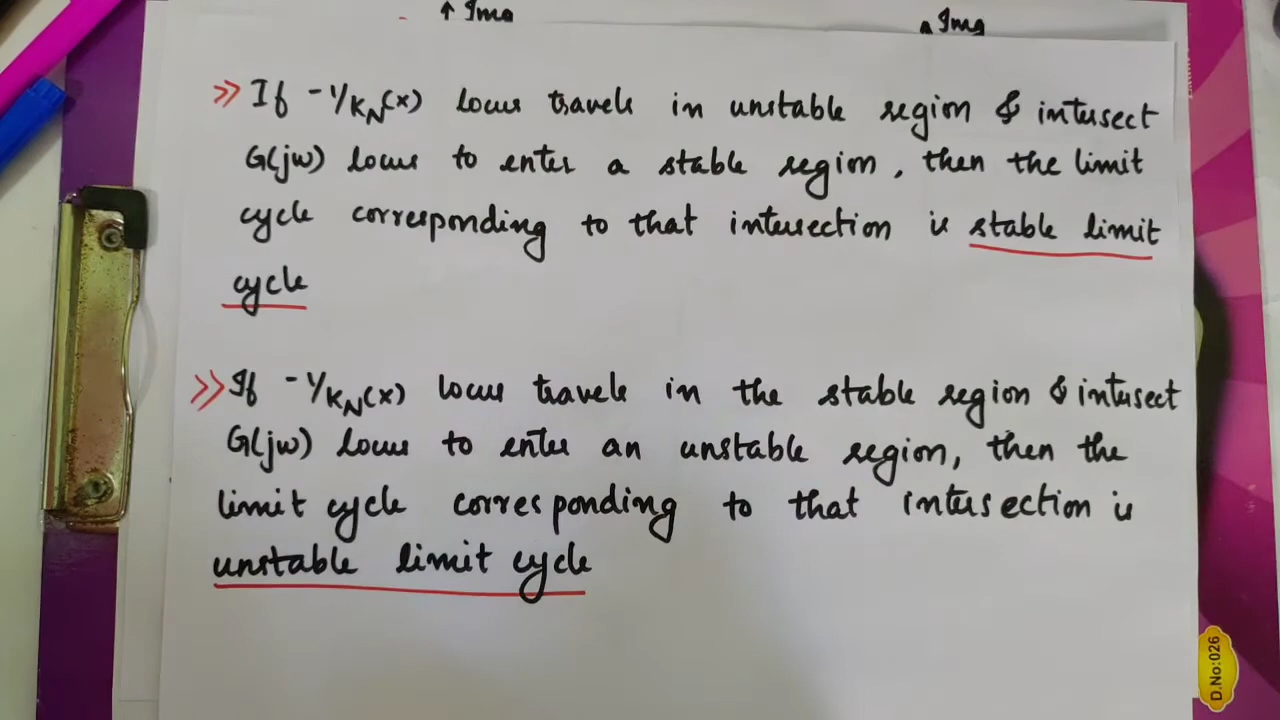 ↑ Img
Img
>> If -1/K_N(x) locus travels in unstable region & intersect
G(jω) locus to enter a stable region, then the limit
cycle corresponding to that intersection is stable limit
cycle
>> If -1/K_N(x) locus travels in the stable region & intersect
G(jω) locus to enter an unstable region, then the
limit cycle corresponding to that intersection is
unstable limit cycle
D.No:026